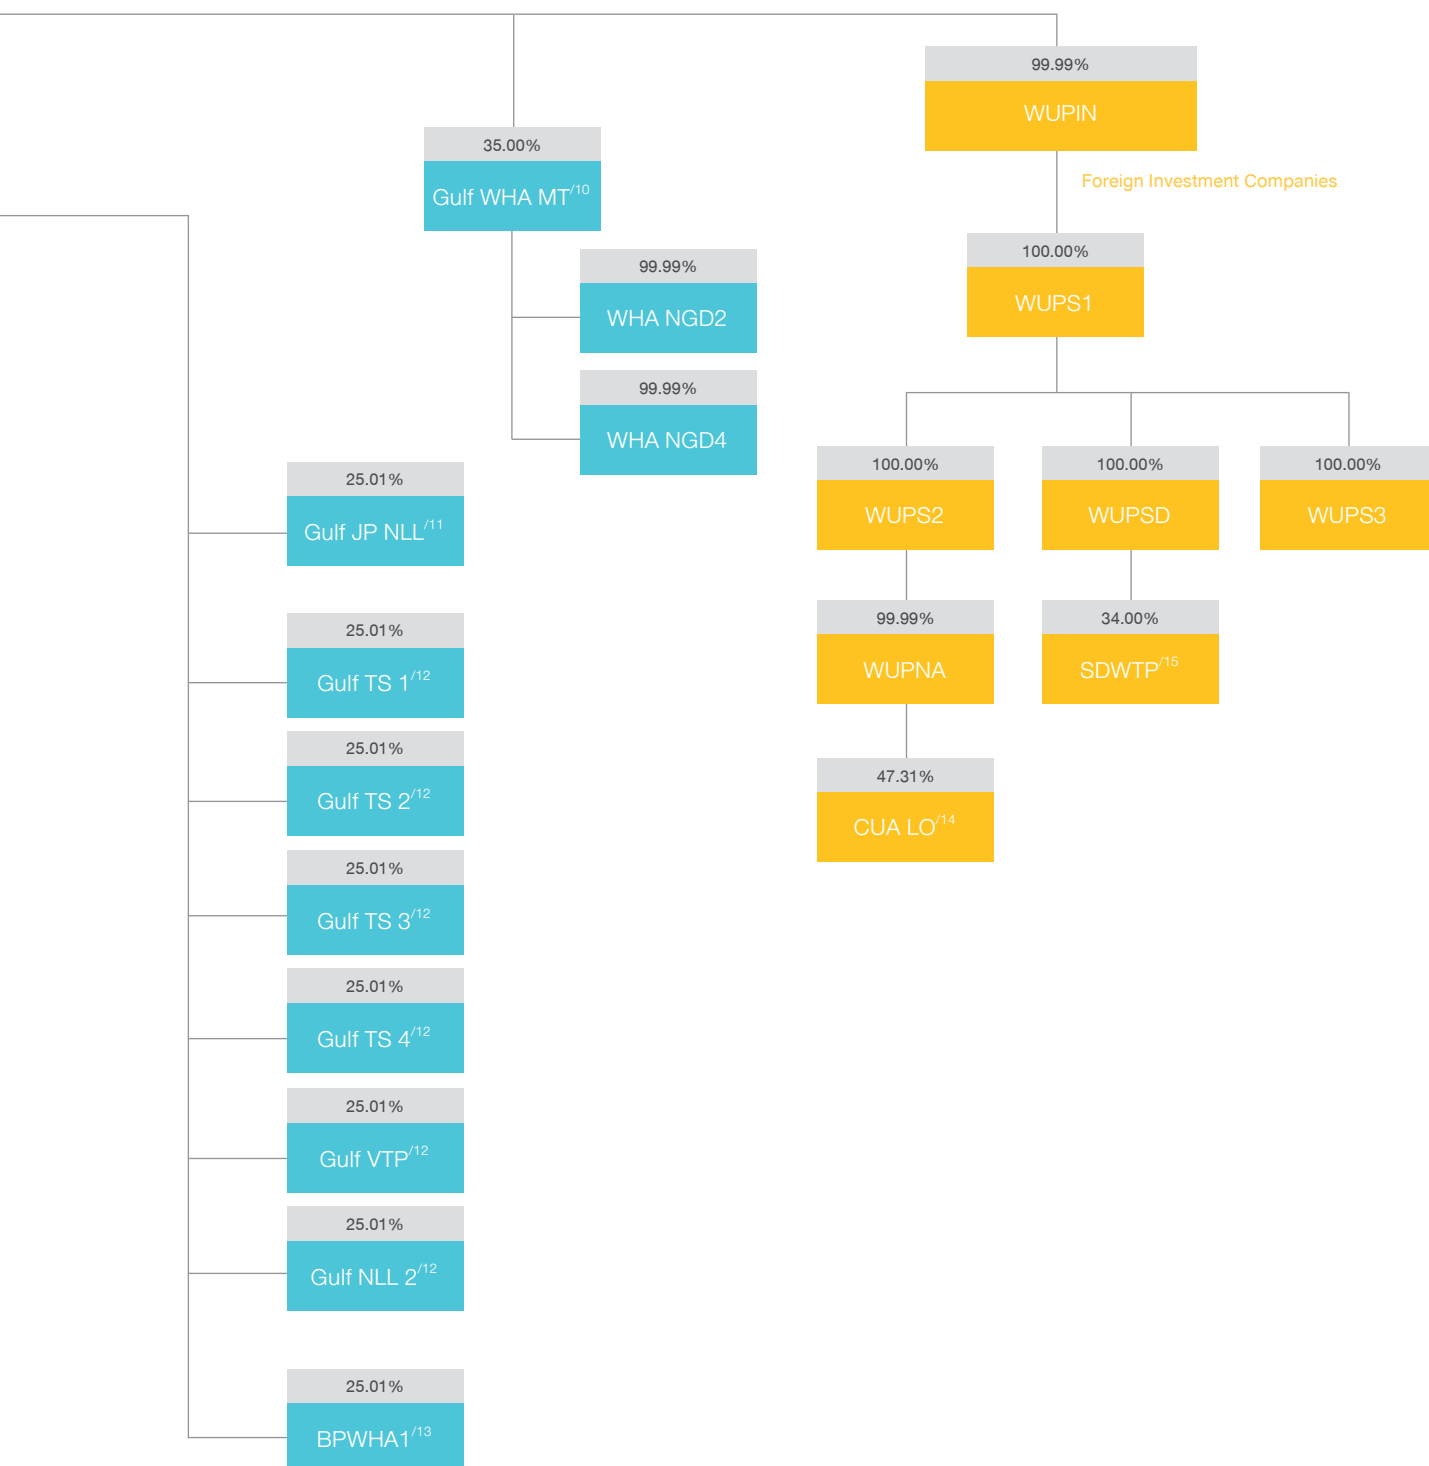 99.99%
WUPIN
Foreign Investment Companies
35.00%
Gulf WHA MT/10
99.99%
WHA NGD2
99.99%
WHA NGD4
100.00%
WUPS1
100.00%
WUPS2
100.00%
WUPSD
100.00%
WUPS3
99.99%
WUPNA
34.00%
SDWTP/15
47.31%
CUA LO/14
25.01%
Gulf JP NLL/11
25.01%
Gulf TS 1/12
25.01%
Gulf TS 2/12
25.01%
Gulf TS 3/12
25.01%
Gulf TS 4/12
25.01%
Gulf VTP/12
25.01%
Gulf NLL 2/12
25.01%
BPWHA1/13